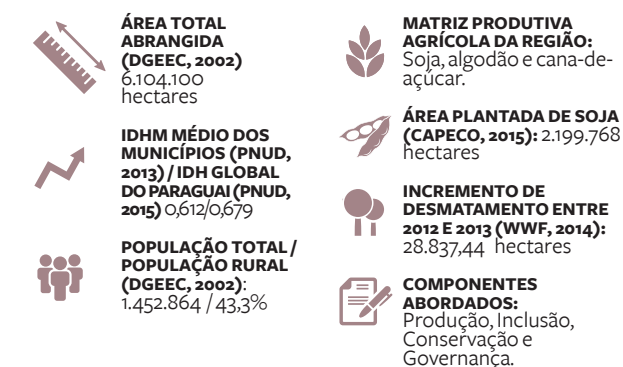 ÁREA TOTAL
ABRANGIDA
(DGEEC, 2002)
6.104.100
hectares
IDHM MÉDIO DOS
MUNICÍPIOS (PNUD,
2013) / IDH GLOBAL
DO PARAGUAI (PNUD,
2015) 0,612/0,679
POPULAÇÃO TOTAL /
POPULAÇÃO RURAL
(DGEEC, 2002):
1.452.864 / 43,3%
MATRIZ PRODUTIVA
AGRÍCOLA DA REGIÃO:
Soja, algodão e cana-de-
açúcar.
ÁREA PLANTADA DE SOJA
(CAPECO, 2015): 2.199.768
hectares
INCREMENTO DE
DESMATAMENTO ENTRE
2012 E 2013 (WWF, 2014):
28.837,44 hectares
COMPONENTES
ABORDADOS:
Produção, Inclusão,
Conservação e
Governança.